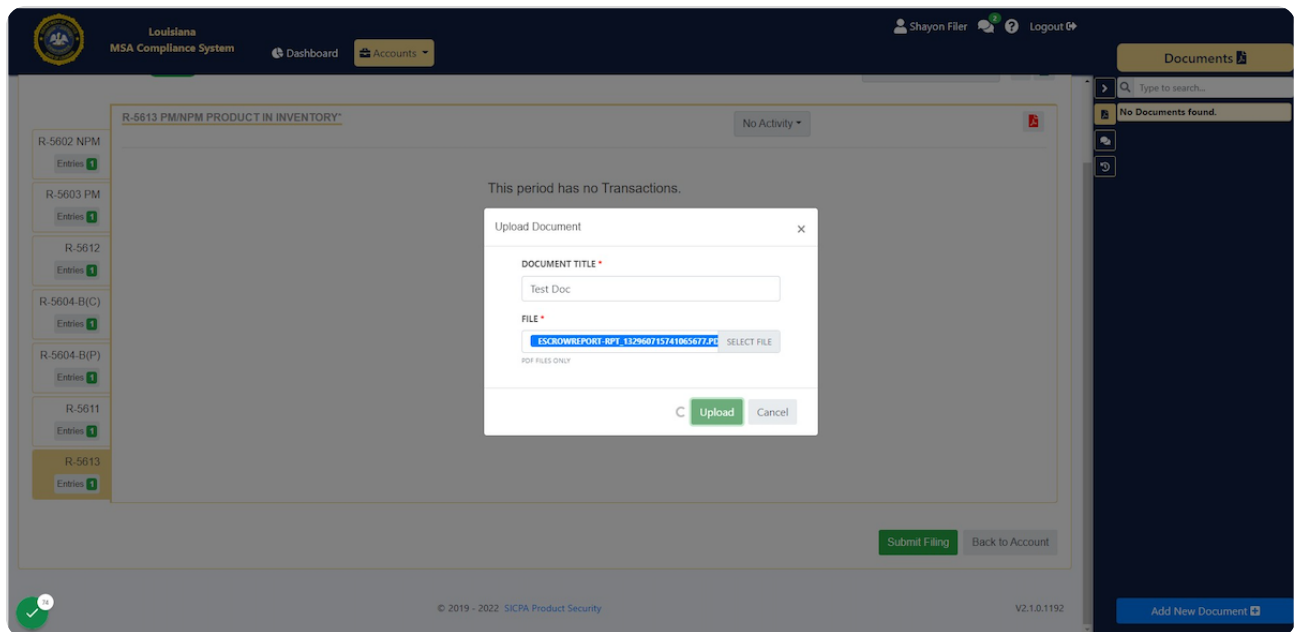 Louisiana
MSA Compliance System
Dashboard
Accounts
Shayon Filer
2
Logout
Documents
Type to search...
No Documents found.
R-5613 PM/NPM PRODUCT IN INVENTORY*
No Activity
R-5602 NPM
Entries 1
R-5603 PM
Entries 1
R-5612
Entries 1
R-5604-B(C)
Entries 1
R-5604-B(P)
Entries 1
R-5611
Entries 1
R-5613
Entries 1
This period has no Transactions.
Upload Document
×
DOCUMENT TITLE *
Test Doc
FILE *
ESCROWREPORT-RPT_132960715741065677.PD
SELECT FILE
PDF FILES ONLY
Upload
Cancel
Submit Filing
Back to Account
© 2019 - 2022 SICPA Product Security
V2.1.0.1192
Add New Document